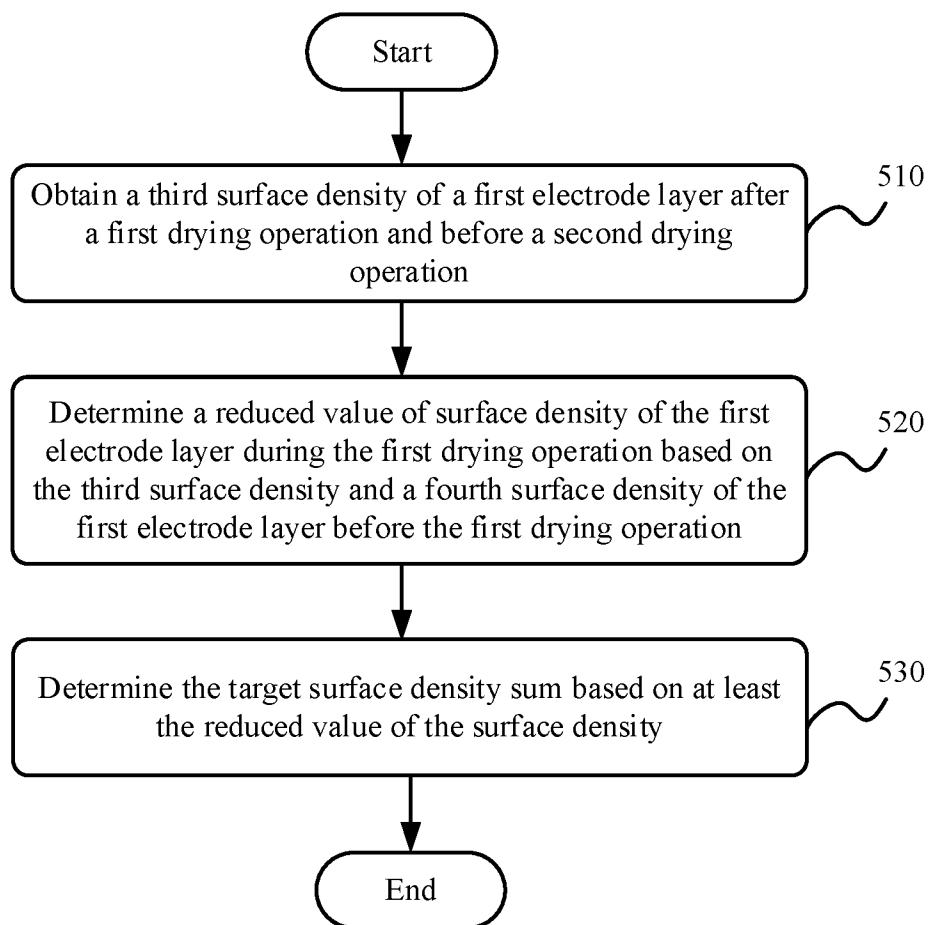 Start
510
Obtain a third surface density of a first electrode layer after
a first drying operation and before a second drying
operation
520
Determine a reduced value of surface density of the first
electrode layer during the first drying operation based on
the third surface density and a fourth surface density of the
first electrode layer before the first drying operation
530
Determine the target surface density sum based on at least
the reduced value of the surface density
End